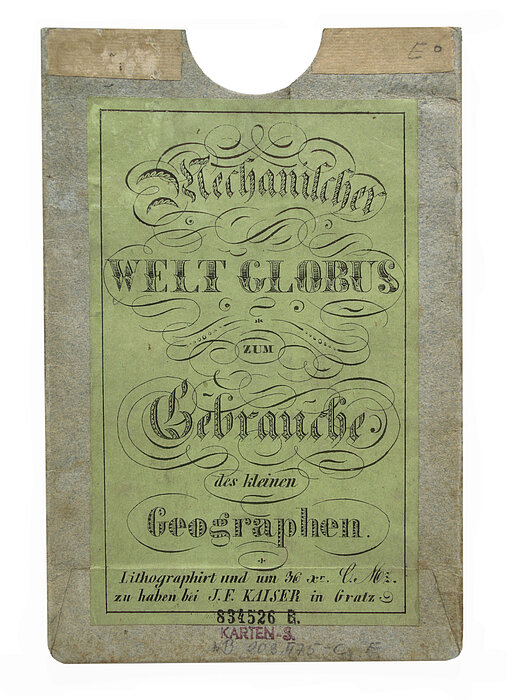 E°
Mechanischer
WELT GLOBUS
ZUM
Gebrauche
des kleinen
Geographen.
Lithographirt und um 36 xr. C. Mz.
zu haben bei J. F. KAISER in Gratz
834526 B.
KARTEN-S.